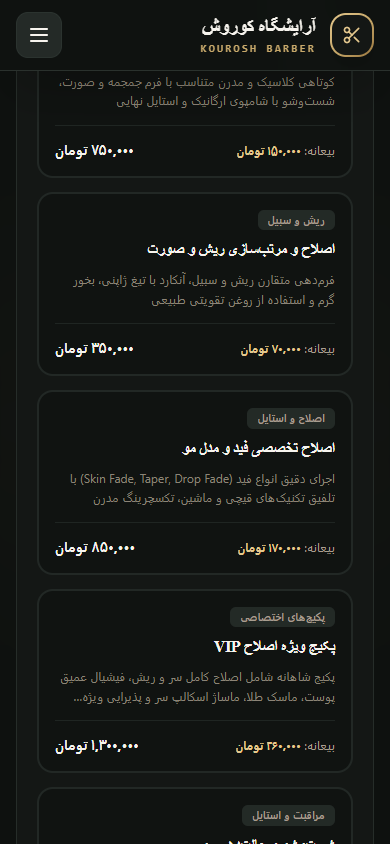 آرایشگاه کوروش
KOUROSH BARBER
کوتاهی کلاسیک و مدرن متناسب با فرم جمجمه و صورت،
شست‌وشو با شامپوی ارگانیک و استایل نهایی
بیعانه: ۱۵۰,۰۰۰ تومان
۷۵۰,۰۰۰ تومان
ریش و سبیل
اصلاح و مرتب‌سازی ریش و صورت
فرم‌دهی متقارن ریش و سبیل، آنکارد با تیغ ژاپنی، بخور
گرم و استفاده از روغن تقویتی طبیعی
بیعانه: ۷۰,۰۰۰ تومان
۳۵۰,۰۰۰ تومان
اصلاح و استایل
اصلاح تخصصی فید و مدل مو
اجرای دقیق انواع فید (Skin Fade, Taper, Drop Fade) با
تلفیق تکنیک‌های قیچی و ماشین، تکسچرینگ مدرن
بیعانه: ۱۷۰,۰۰۰ تومان
۸۵۰,۰۰۰ تومان
پکیج‌های اختصاصی
پکیج ویژه اصلاح VIP
پکیج شاهانه شامل اصلاح کامل سر و ریش، فیشیال عمیق
پوست، ماسک طلا، ماساژ اسکالپ سر و پذیرایی ویژه...
بیعانه: ۲۶۰,۰۰۰ تومان
۱,۳۰۰,۰۰۰ تومان
مراقبت و استایل